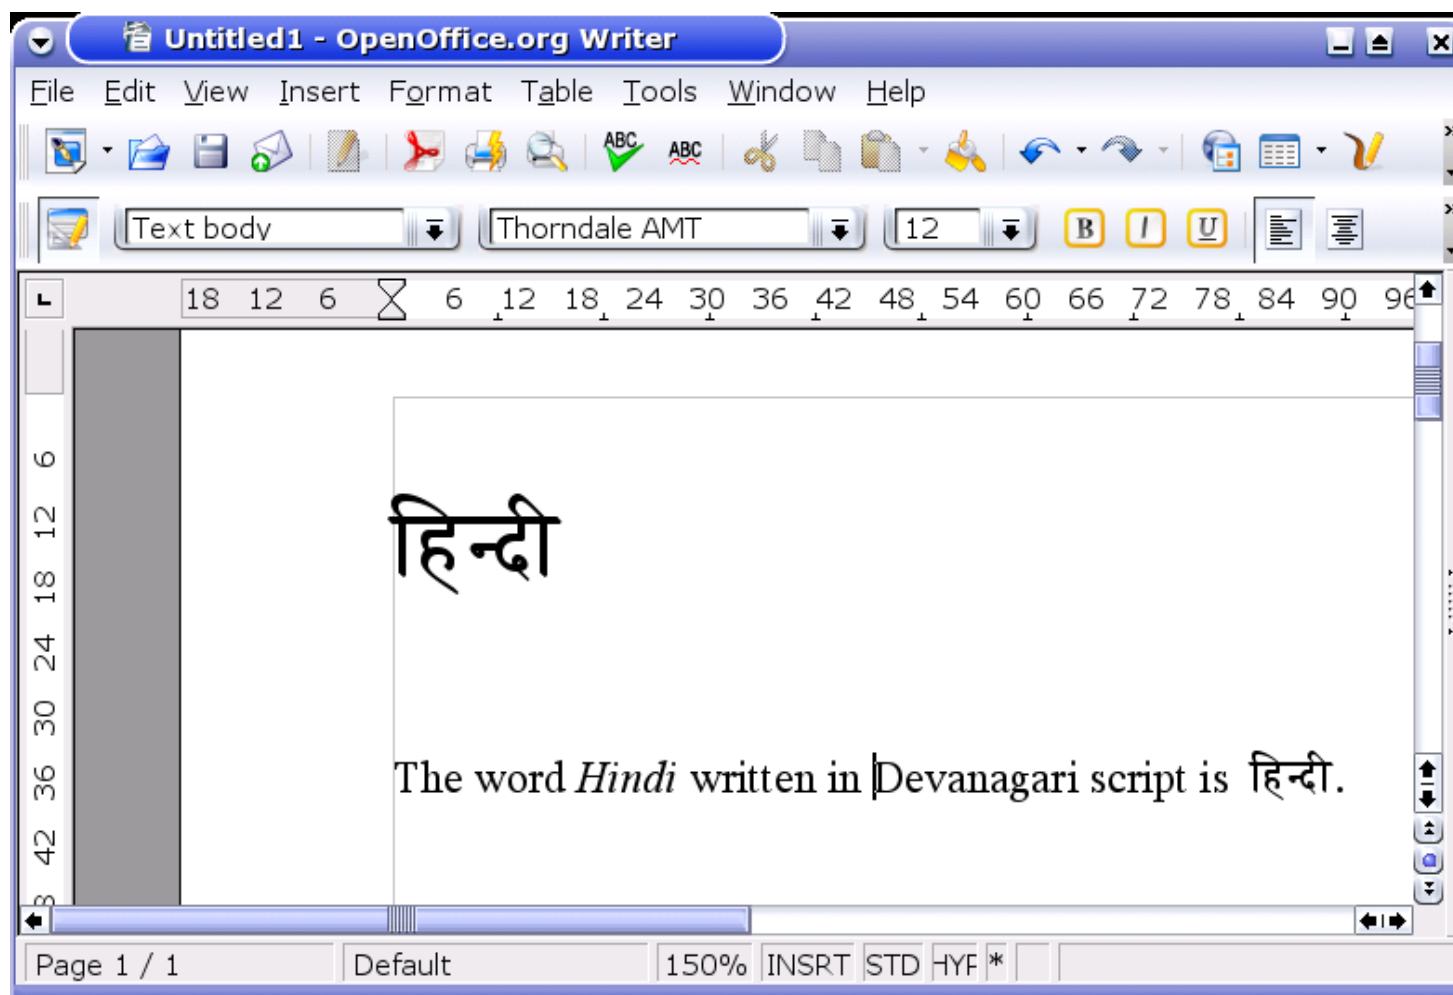 Untitled1 - OpenOffice.org Writer
File Edit View Insert Format Table Tools Window Help
ABC ABC
Text body Thorndale AMT 12 B I U
18 12 6 6 12 18 24 30 36 42 48 54 60 66 72 78 84 90 96
6
12
18
24
30
36
42
हिन्दी
The word Hindi written in Devanagari script is हिन्दी.
Page 1 / 1 Default 150% INSRT STD HYP *